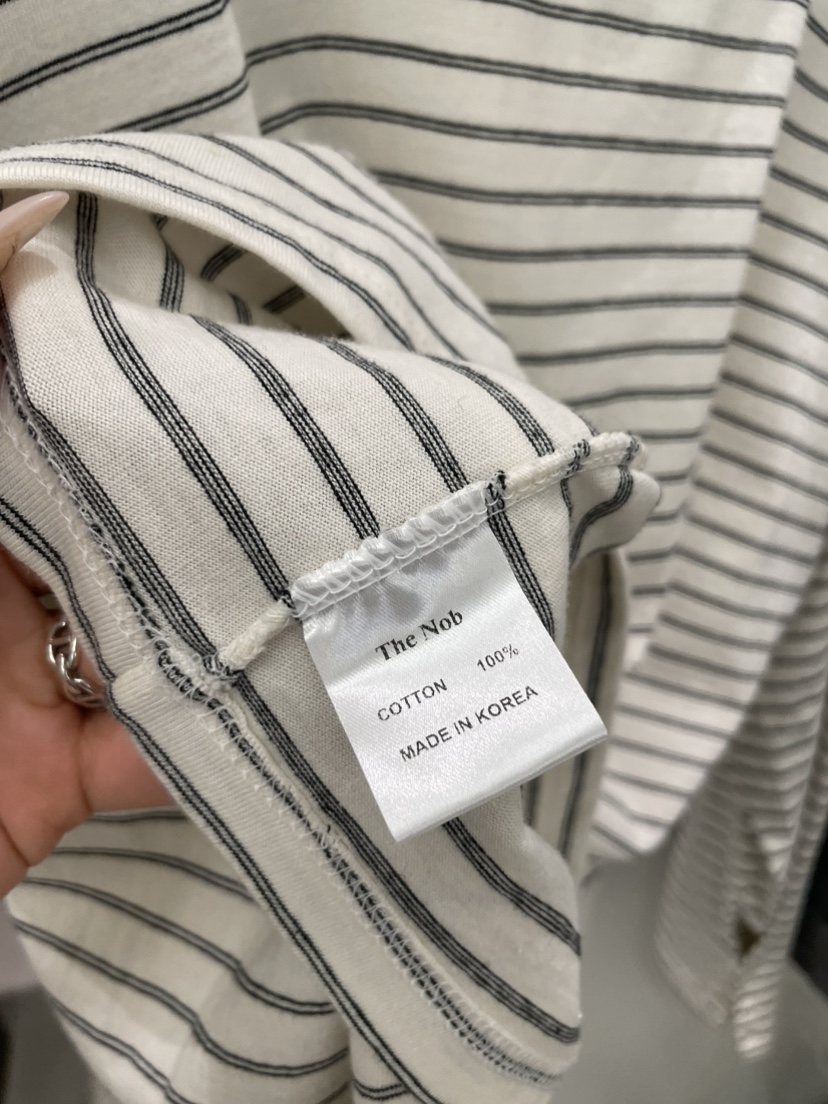 The Nob
COTTON 100%
MADE IN KOREA